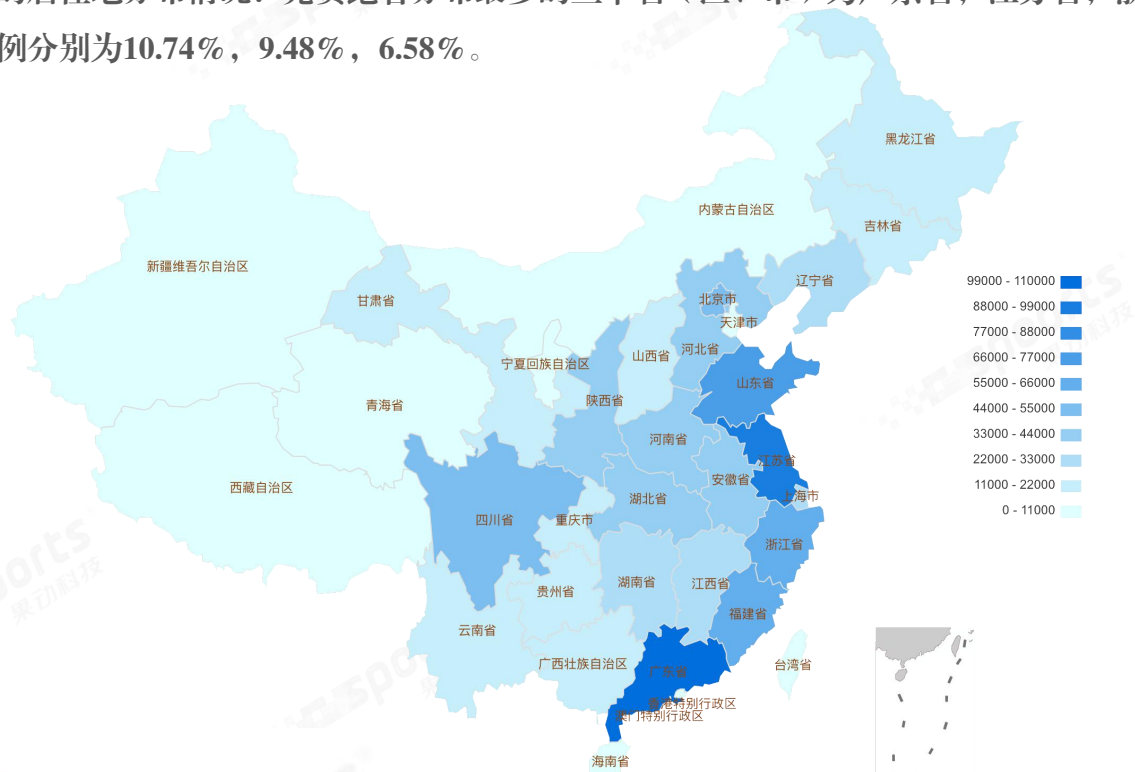 例分别为10.74%，9.48%，6.58%。
黑龙江省
内蒙古自治区
吉林省
新疆维吾尔自治区
辽宁省
甘肃省
北京市
天津市
宁夏回族自治区
山西省
河北省
山东省
青海省
陕西省
河南省
江苏省
安徽省
上海市
西藏自治区
湖北省
四川省
重庆市
浙江省
湖南省
江西省
贵州省
福建省
云南省
广西壮族自治区
台湾省
广东省
香港特别行政区
澳门特别行政区
海南省
99000 - 110000
88000 - 99000
77000 - 88000
66000 - 77000
55000 - 66000
44000 - 55000
33000 - 44000
22000 - 33000
11000 - 22000
0 - 11000